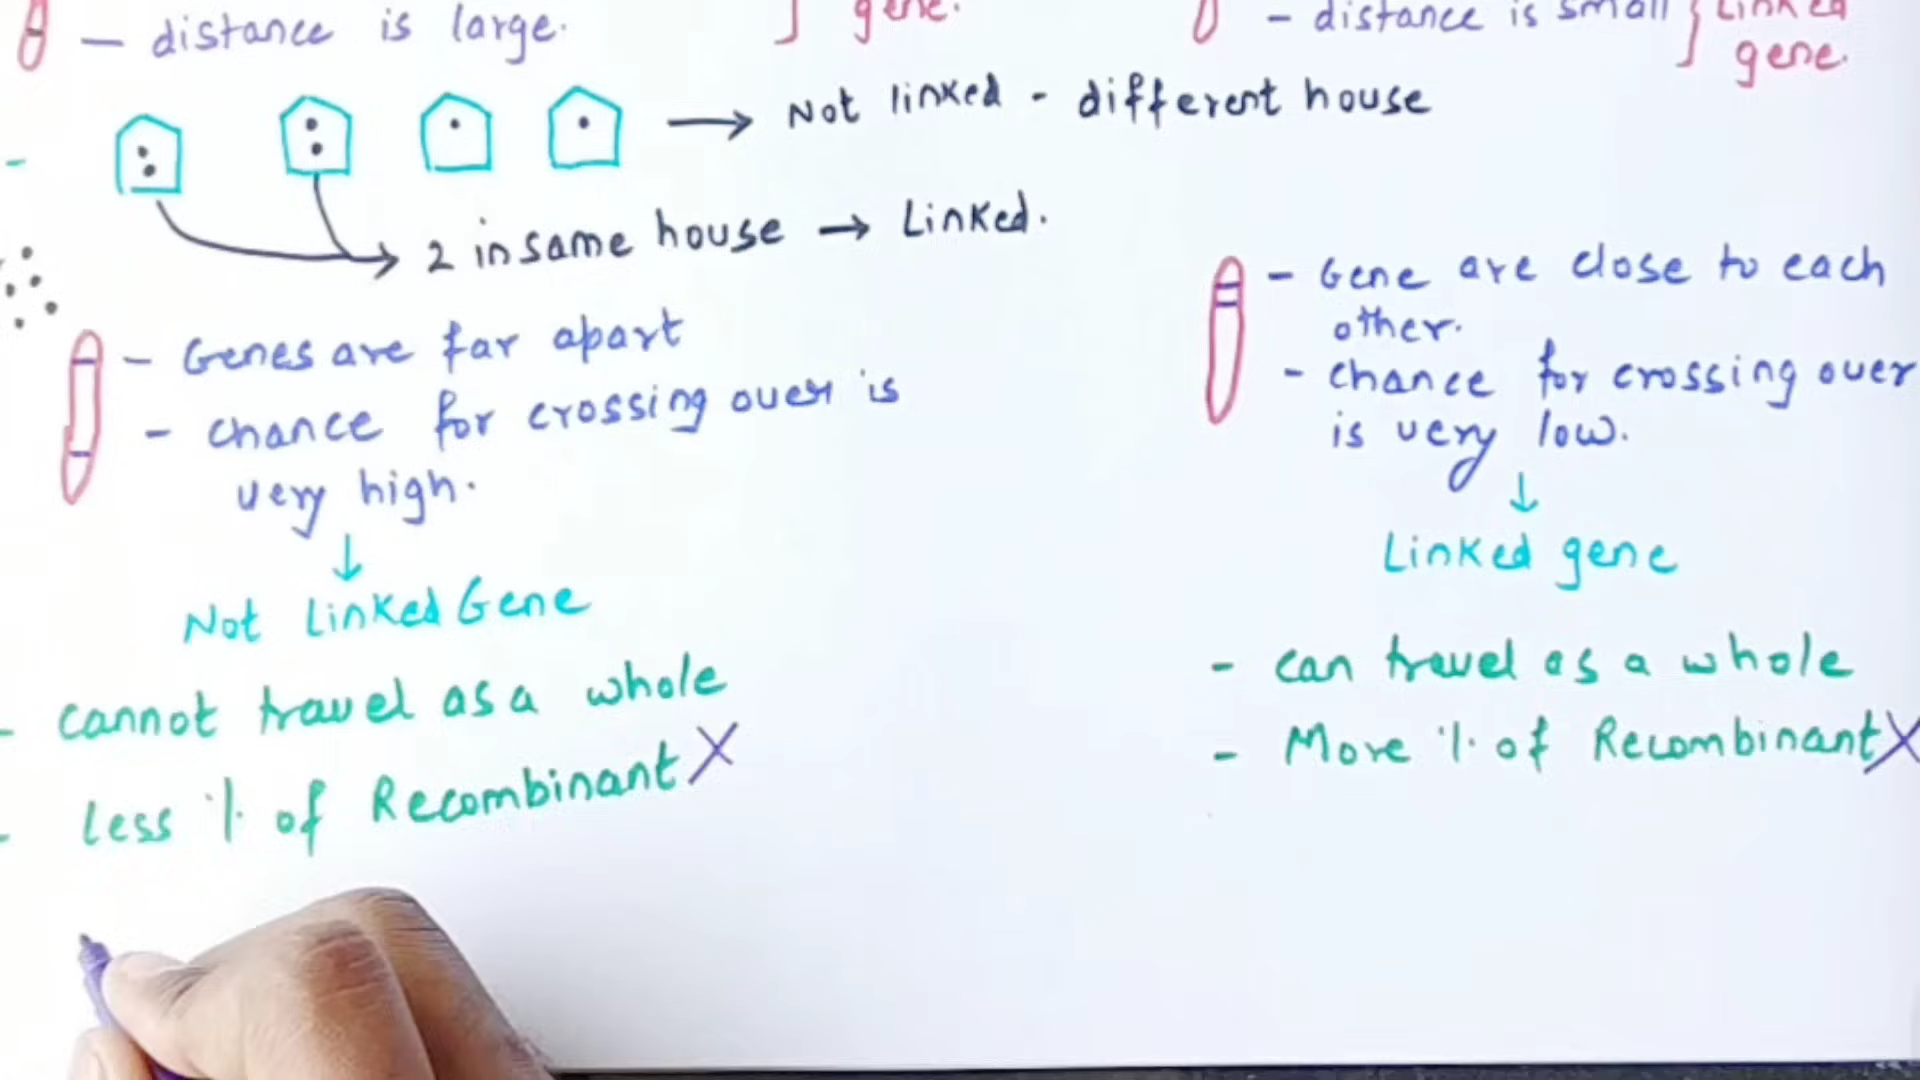 — distance is large.
gene.
- distance is small
Linked
gene.
→ Not linked - different house
→ 2 in same house → Linked.
- Genes are far apart
- chance for crossing over is
very high.
↓
Not Linked Gene
- cannot travel as a whole
- Less % of Recombinant X
- Gene are close to each
other.
- chance for crossing over
is very low.
↓
Linked gene
- can travel as a whole
- More % of Recombinant X